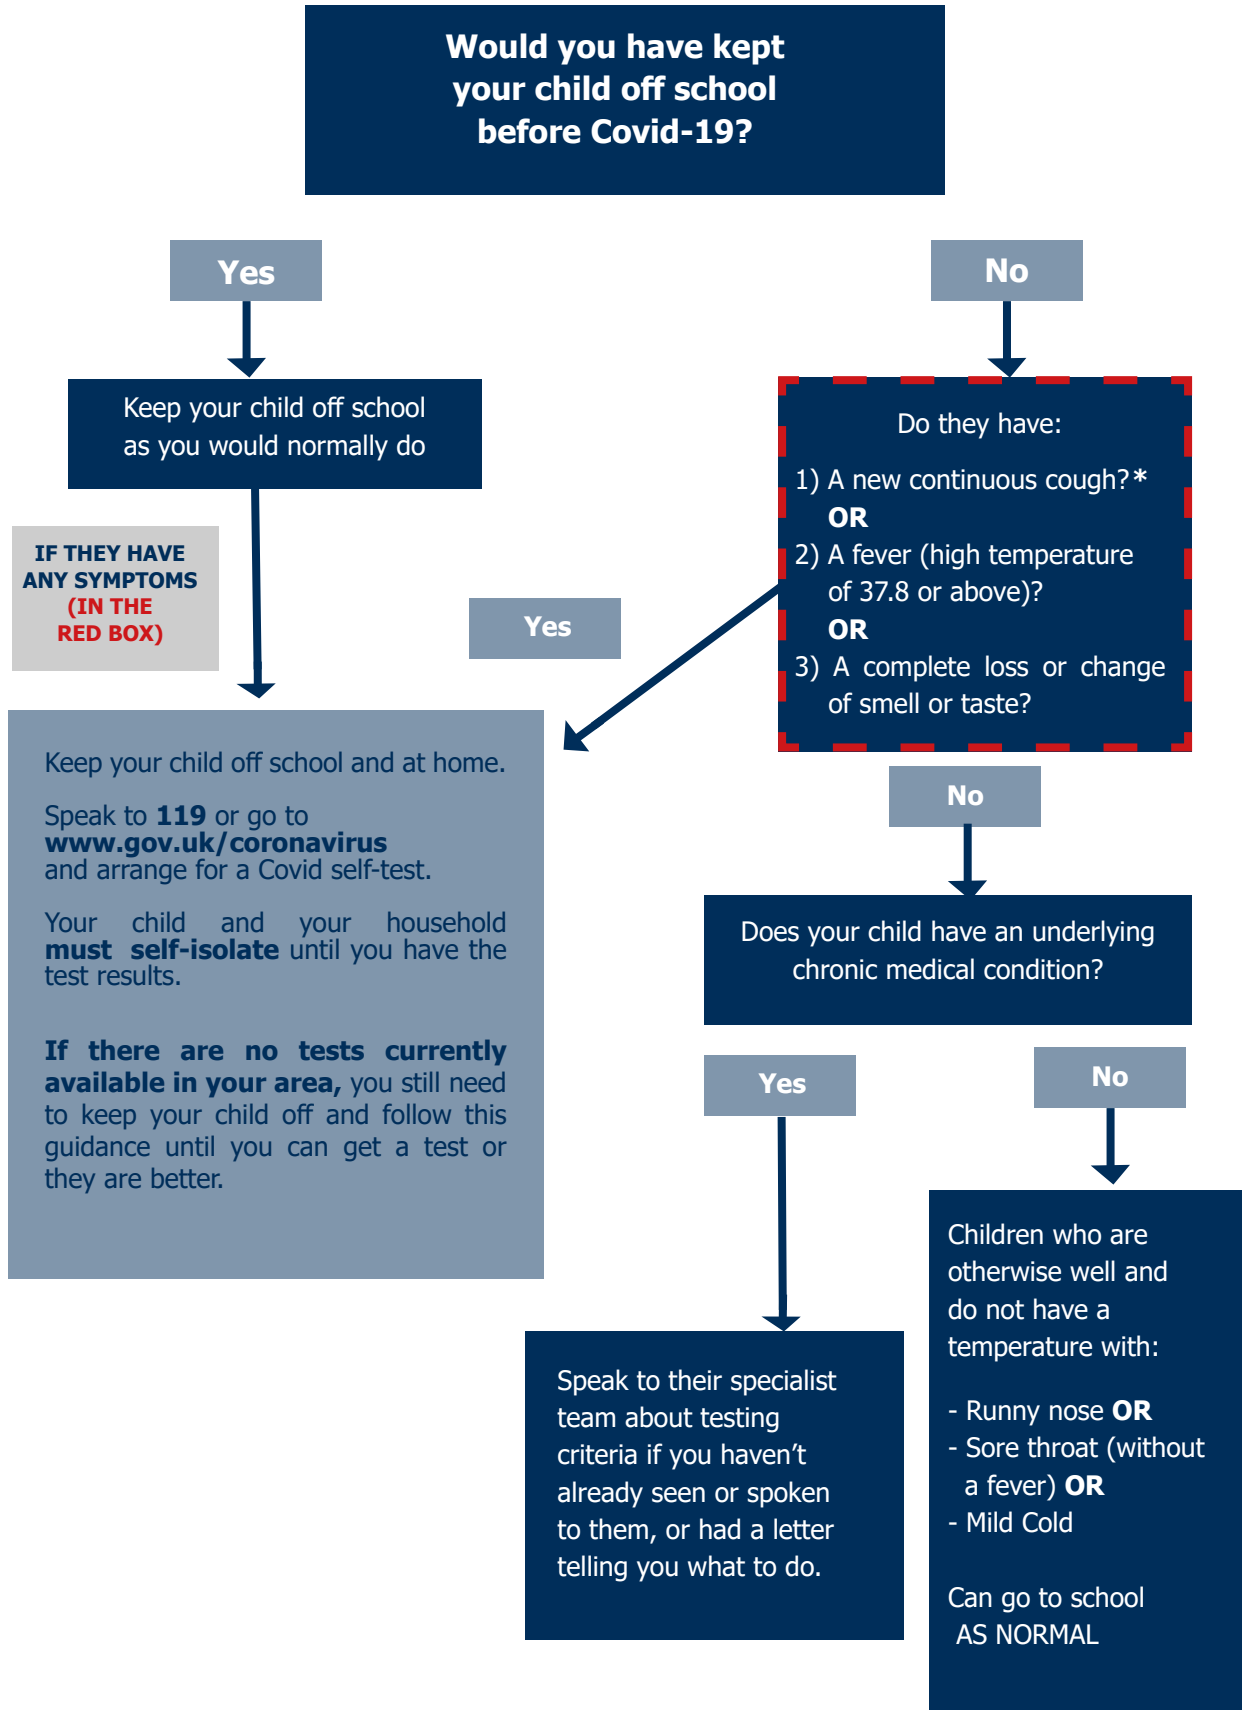 Would you have kept
your child off school
before Covid-19?
Yes
No
Keep your child off school
as you would normally do
IF THEY HAVE
ANY SYMPTOMS
(IN THE
RED BOX)
Do they have:
1) A new continuous cough?*
OR
2) A fever (high temperature
of 37.8 or above)?
OR
3) A complete loss or change
of smell or taste?
Yes
Keep your child off school and at home.
Speak to 119 or go to
www.gov.uk/coronavirus
and arrange for a Covid self-test.
Your child and your household
must self-isolate until you have the
test results.
If there are no tests currently
available in your area, you still need
to keep your child off and follow this
guidance until you can get a test or
they are better.
No
Does your child have an underlying
chronic medical condition?
Yes
No
Speak to their specialist
team about testing
criteria if you haven't
already seen or spoken
to them, or had a letter
telling you what to do.
Children who are
otherwise well and
do not have a
temperature with:
- Runny nose OR
- Sore throat (without
a fever) OR
- Mild Cold
Can go to school
AS NORMAL